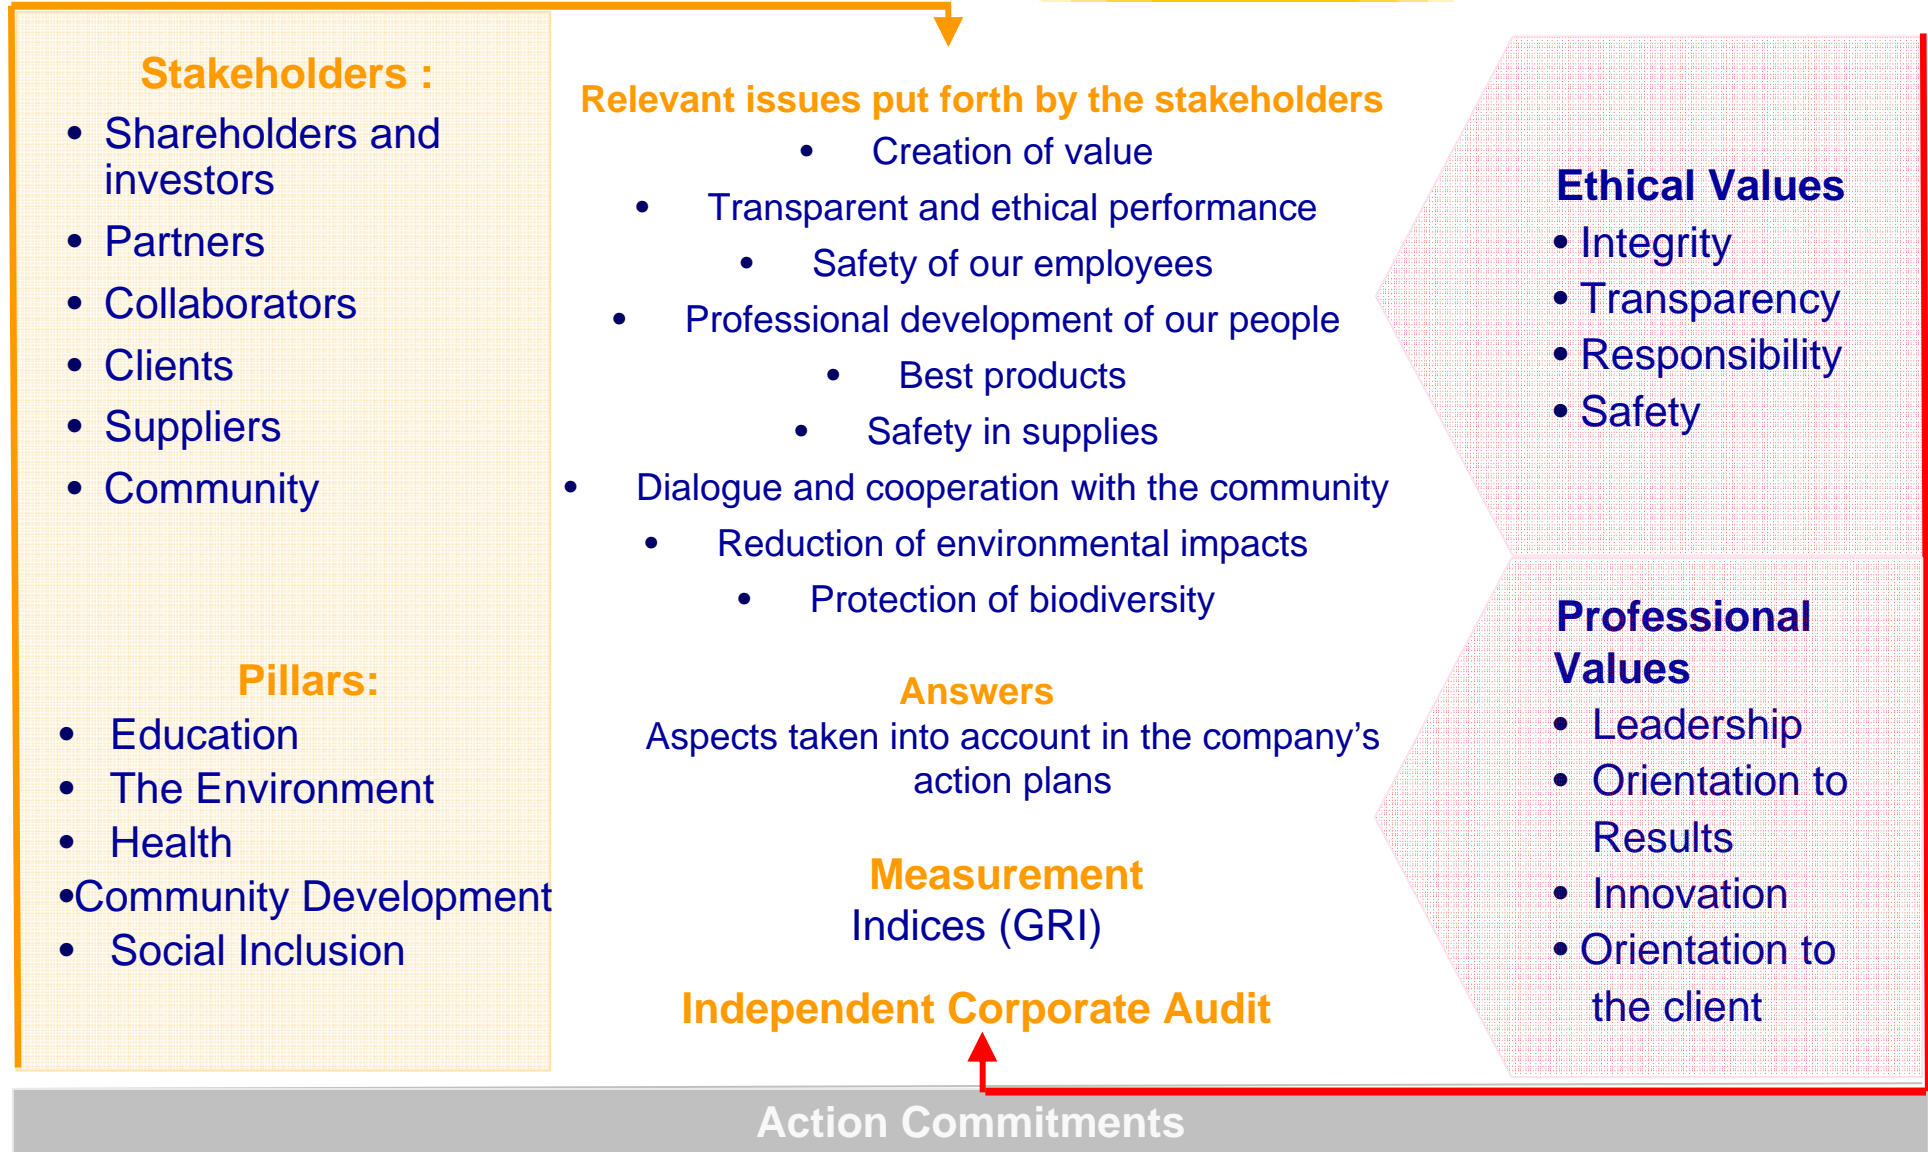 Stakeholders :
• Shareholders and
investors
• Partners
• Collaborators
• Clients
• Suppliers
• Community
Pillars:
• Education
• The Environment
• Health
•Community Development
• Social Inclusion
Relevant issues put forth by the stakeholders
• Creation of value
• Transparent and ethical performance
• Safety of our employees
• Professional development of our people
• Best products
• Safety in supplies
• Dialogue and cooperation with the community
• Reduction of environmental impacts
• Protection of biodiversity
Answers
Aspects taken into account in the company’s
action plans
Measurement
Indices (GRI)
Independent Corporate Audit
Ethical Values
• Integrity
• Transparency
• Responsibility
• Safety
Professional
Values
• Leadership
• Orientation to
Results
• Innovation
• Orientation to
the client
Action Commitments